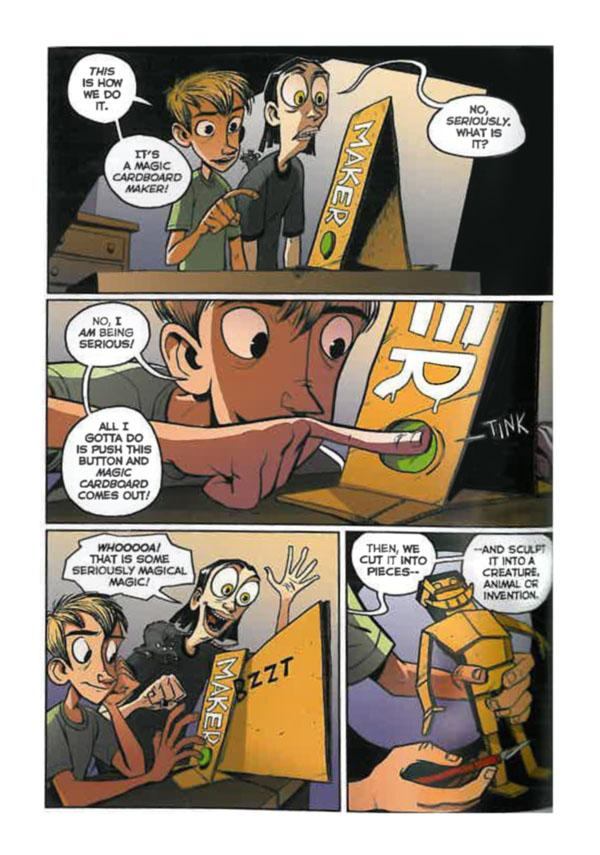 THIS
IS HOW
WE DO
IT.
IT'S
A MAGIC
CARDBOARD
MAKER!
NO,
SERIOUSLY.
WHAT IS
IT?
MAKER
NO, I
AM BEING
SERIOUS!
ALL I
GOTTA DO
IS PUSH THIS
BUTTON AND
MAGIC
CARDBOARD
COMES OUT!
ER
TINK
WHOOOOA!
THAT IS SOME
SERIOUSLY MAGICAL
MAGIC!
MAKER
BZZT
THEN, WE
CUT IT INTO
PIECES--
--AND SCULPT
IT INTO A
CREATURE,
ANIMAL OR
INVENTION.